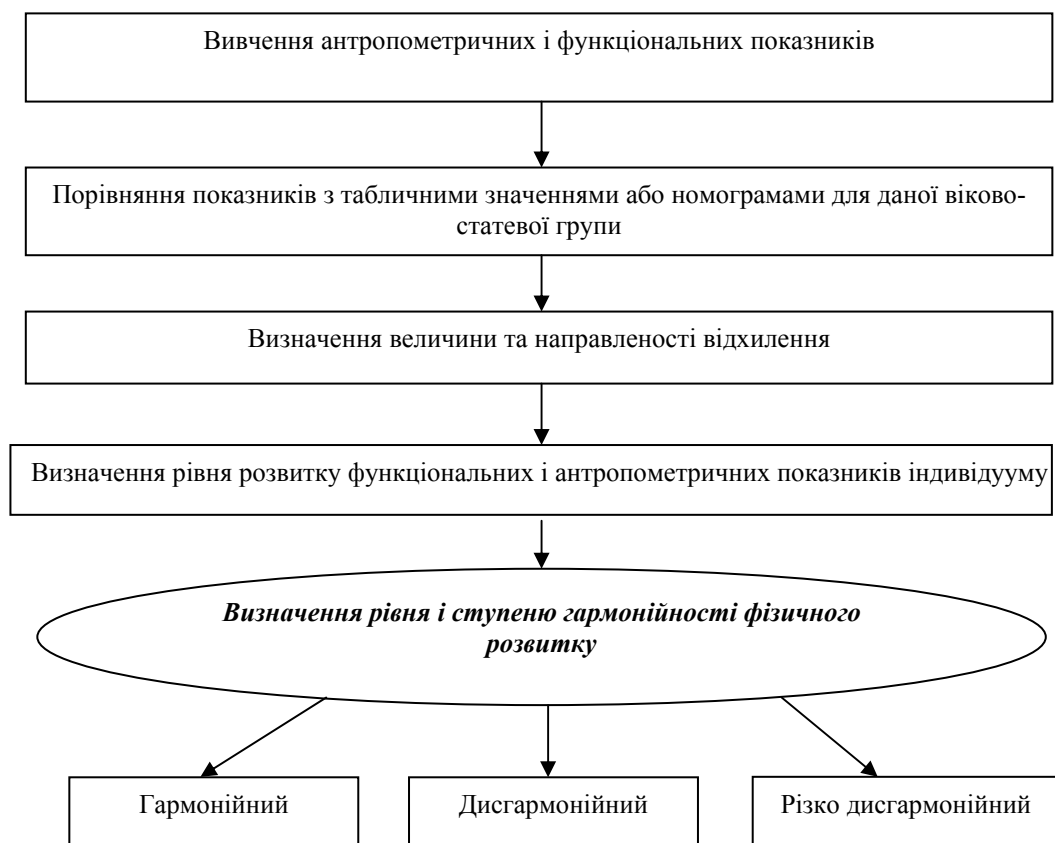 Вивчення антропометричних і функціональних показників
Порівняння показників з табличними значеннями або номограмами для даної віково-
статевої групи
Визначення величини та направленості відхилення
Визначення рівня розвитку функціональних і антропометричних показників індивідууму
Визначення рівня і ступеню гармонійності фізичного
розвитку
Гармонійний
Дисгармонійний
Різко дисгармонійний